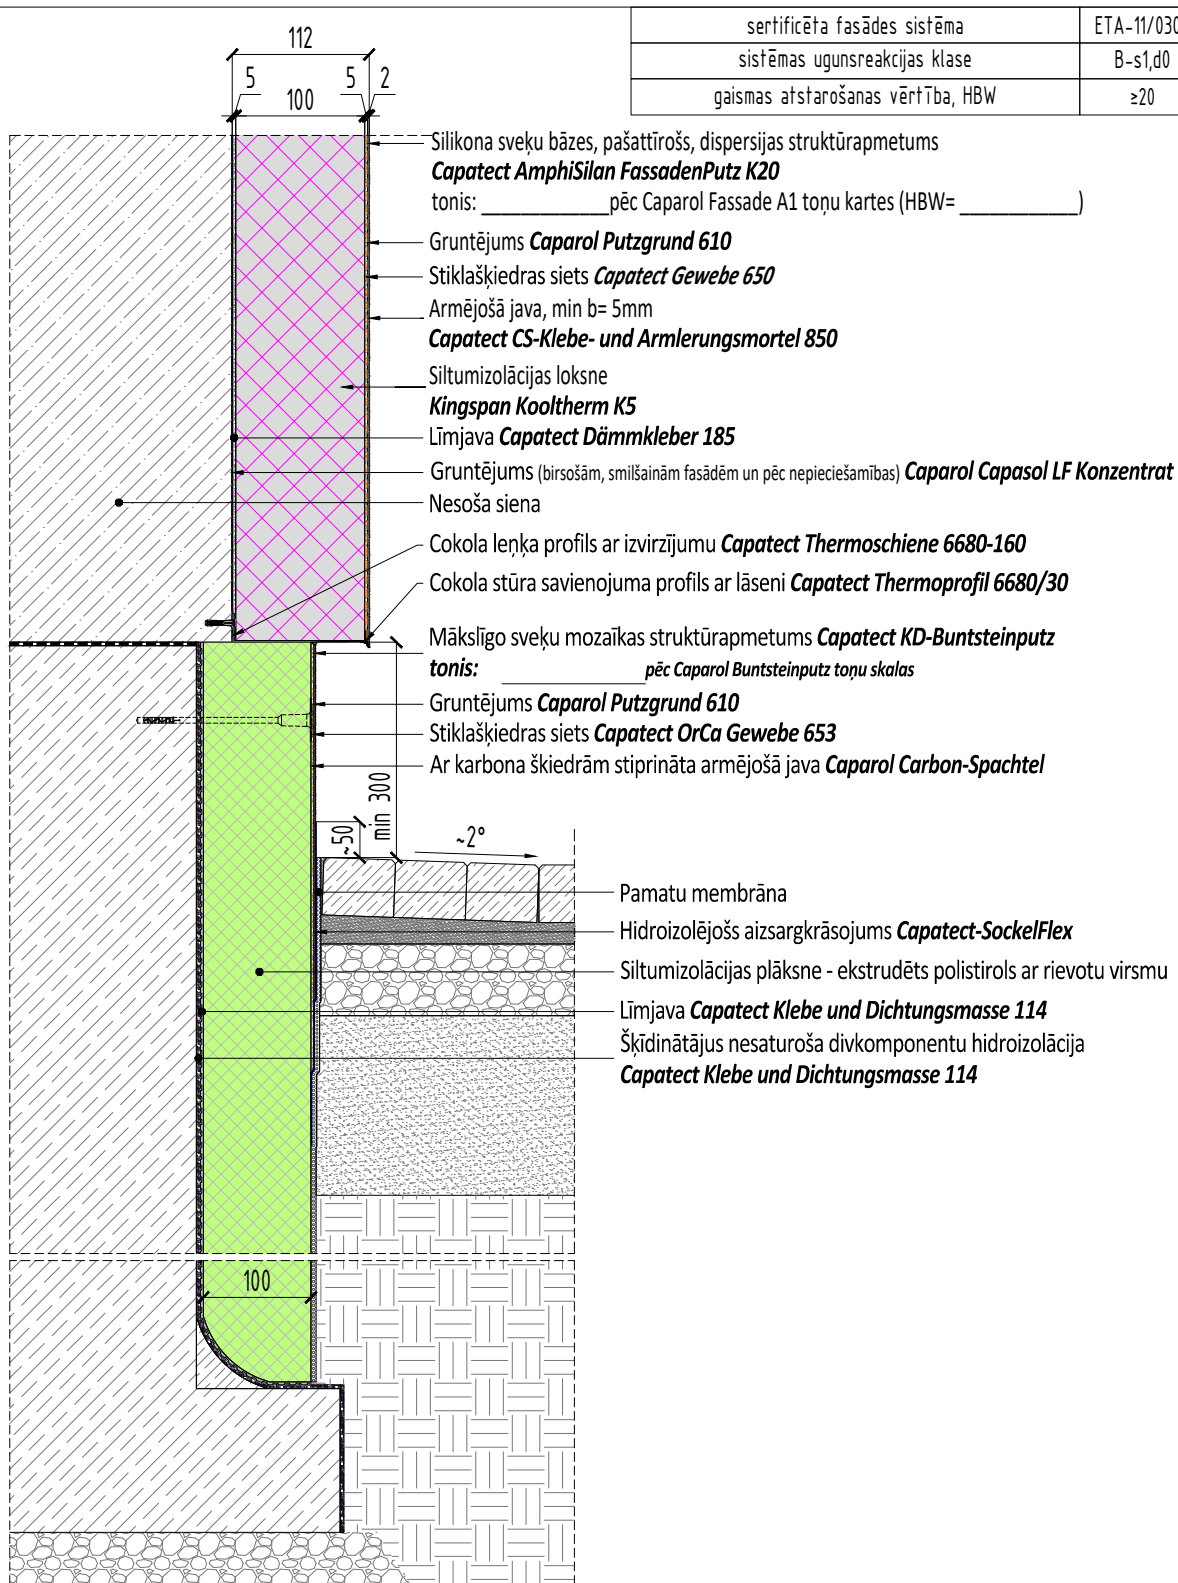 sertificēta fasādes sistēma ETA-11/030
sistēmas ugunsreakcijas klase B-s1,d0
gaismas atstarošanas vērtība, HBW ≥20
112
5 5 2
100
Silikona sveķu bāzes, pašattīrošs, dispersijas struktūrapmetums
Capatect AmphiSilan FassadenPutz K20
tonis: _____________pēc Caparol Fassade A1 toņu kartes (HBW= ____________)
Gruntējums Caparol Putzgrund 610
Stiklašķiedras siets Capatect Gewebe 650
Armējošā java, min b= 5mm
Capatect CS-Klebe- und Armlerungsmortel 850
Siltumizolācijas loksne
Kingspan Kooltherm K5
Līmjava Capatect Dämmkleber 185
Gruntējums (birsošām, smilšainām fasādēm un pēc nepieciešamības) Caparol Capasol LF Konzentrat
Nesoša siena
Cokola leņķa profils ar izvirzījumu Capatect Thermoschiene 6680-160
Cokola stūra savienojuma profils ar lāseni Capatect Thermoprofil 6680/30
Mākslīgo sveķu mozaīkas struktūrapmetums Capatect KD-Buntsteinputz
tonis: ______________pēc Caparol Buntsteinputz toņu skalas
Gruntējums Caparol Putzgrund 610
Stiklašķiedras siets Capatect OrCa Gewebe 653
Ar karbona šķiedrām stiprināta armējošā java Caparol Carbon-Spachtel
min 300
~50
~2°
Pamatu membrāna
Hidroizolējošs aizsargkrāsojums Capatect-SockelFlex
Siltumizolācijas plāksne - ekstrudēts polistirols ar rievotu virsmu
Līmjava Capatect Klebe und Dichtungsmasse 114
Šķīdinātājus nesaturoša divkomponentu hidroizolācija
Capatect Klebe und Dichtungsmasse 114
100